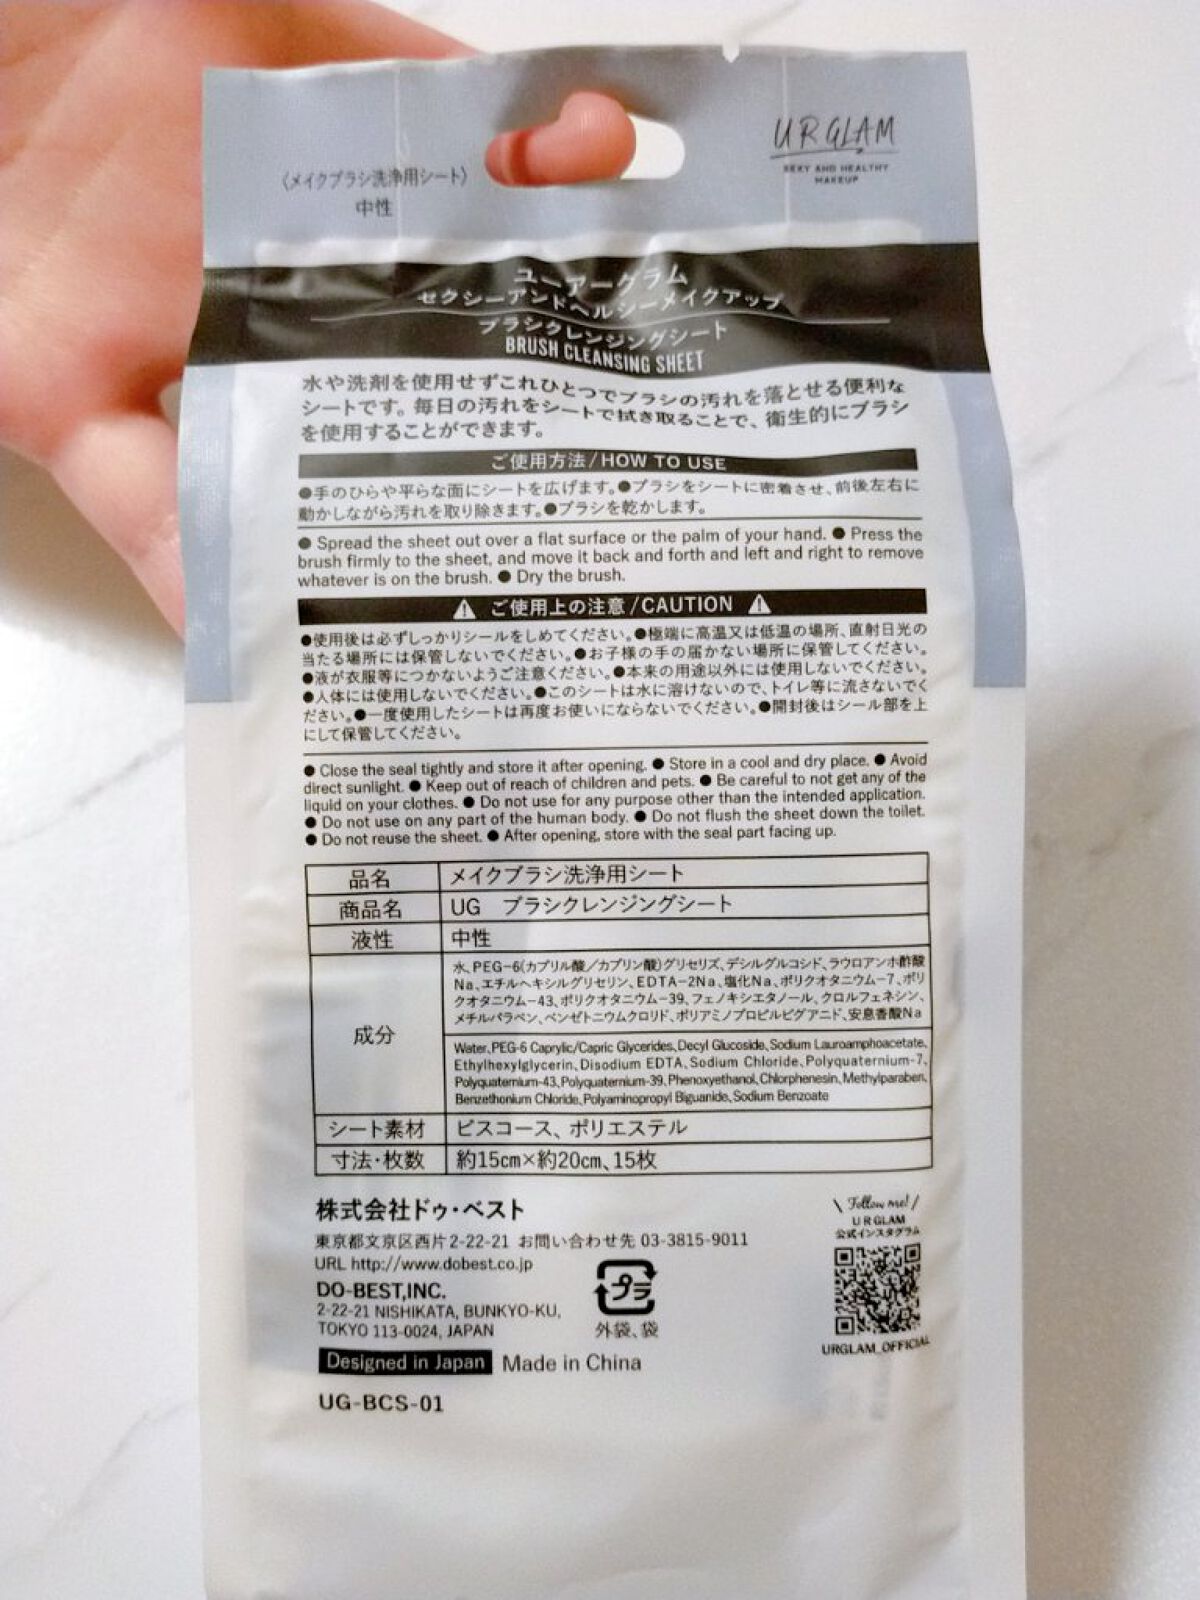 〈メイクブラシ洗浄用シート〉
中性
UR GLAM
SEXY AND HEALTHY
MAKEUP
ユーアーグラム
セクシーアンドヘルシーメイクアップ
ブラシクレンジングシート
BRUSH CLEANSING SHEET
水や洗剤を使用せずこれひとつでブラシの汚れを落とせる便利な
シートです。毎日の汚れをシートで拭き取ることで、衛生的にブラシ
を使用することができます。
ご使用方法/HOW TO USE
●手のひらや平らな面にシートを広げます。●ブラシをシートに密着させ、前後左右に
動かしながら汚れを取り除きます。●ブラシを乾かします。
● Spread the sheet out over a flat surface or the palm of your hand. ● Press the
brush firmly to the sheet, and move it back and forth and left and right to remove
whatever is on the brush. ● Dry the brush.
ご使用上の注意/CAUTION
●使用後は必ずしっかりシールをしめてください。●極端に高温又は低温の場所、直射日光の
当たる場所には保管しないでください。●お子様の手の届かない場所に保管してください。
●液が衣服等につかないようご注意ください。●本来の用途以外には使用しないでください。
●人体には使用しないでください。●このシートは水に溶けないので、トイレ等に流さないでく
ださい。●一度使用したシートは再度お使いにならないでください。●開封後はシール部を上
にして保管してください。
● Close the seal tightly and store it after opening. ● Store in a cool and dry place. ● Avoid
direct sunlight. ● Keep out of reach of children and pets. ● Be careful to not get any of the
liquid on your clothes. ● Do not use for any purpose other than the intended application.
● Do not use on any part of the human body. ● Do not flush the sheet down the toilet.
● Do not reuse the sheet. ● After opening, store with the seal part facing up.
品名 メイクブラシ洗浄用シート
商品名 UG ブラシクレンジングシート
液性 中性
成分
水、PEG-6(カプリル酸/カプリン酸)グリセリズ、デシルグルコシド、ラウロアンホ酢酸
Na、エチルヘキシルグリセリン、EDTA-2Na、塩化Na、ポリクオタニウム-7、ポリ
クオタニウム-43、ポリクオタニウム-39、フェノキシエタノール、クロルフェネシン、
メチルパラベン、ベンゼトニウムクロリド、ポリアミノプロピルビグアニド、安息香酸Na
Water、PEG-6 Caprylic/Capric Glycerides、Decyl Glucoside、Sodium Lauroamphoacetate、
Ethylhexylglycerin、Disodium EDTA、Sodium Chloride、Polyquaternium-7、
Polyquaternium-43、Polyquaternium-39、Phenoxyethanol、Chlorphenesin、Methylparaben、
Benzethonium Chloride、Polyaminopropyl Biguanide、Sodium Benzoate
シート素材 ビスコース、ポリエステル
寸法・枚数 約15cm×約20cm、15枚
株式会社ドゥ・ベスト
東京都文京区西片2-22-21 お問い合わせ先 03-3815-9011
URL http://www.dobest.co.jp
DO-BEST,INC.
2-22-21 NISHIKATA, BUNKYO-KU,
TOKYO 113-0024, JAPAN
Designed in Japan Made in China
UG-BCS-01
プラ
外袋、袋
\ Follow me! /
UR GLAM
公式インスタグラム
URGLAM_OFFICIAL